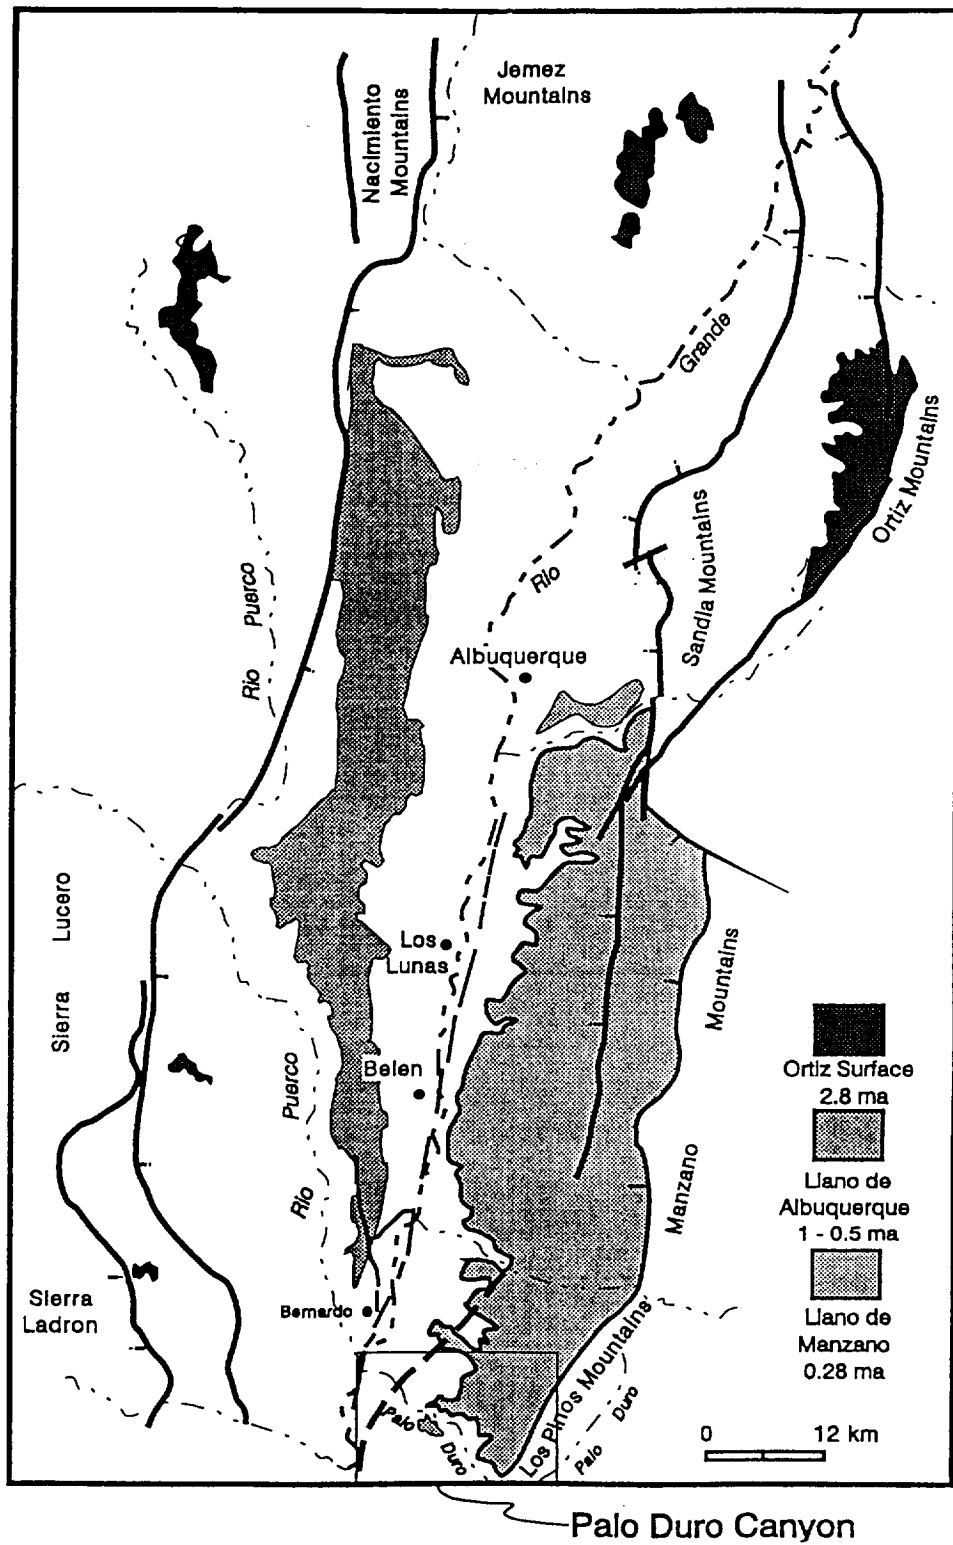 Jemez
Mountains
Nacimiento
Mountains
Grande
Ortiz Mountains
Puerco
Rio
Rio
Sandia Mountains
Albuquerque
Sierra Lucero
Los
Lunas
Mountains
Belen
Puerco
Rio
Manzano
Ortiz Surface
2.8 ma
Llano de
Albuquerque
1 - 0.5 ma
Llano de
Manzano
0.28 ma
Sierra
Ladron
Bernardo
Los Pinos Mountains
Palo
Duro
Palo
Duro
0 12 km
Palo Duro Canyon